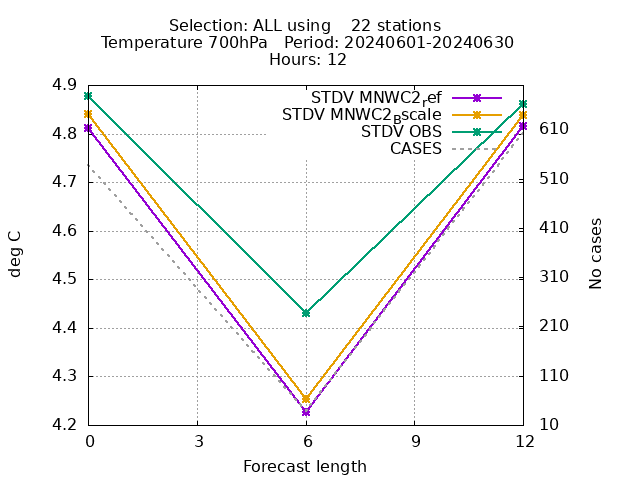 Selection: ALL using    22 stations
Temperature 700hPa   Period: 20240601-20240630
Hours: 12
STDV MNWC2ref
STDV MNWC2Bscale
STDV OBS
CASES
4.9
4.8
4.7
4.6
4.5
4.4
4.3
4.2
deg C
610
510
410
310
210
110
10
No cases
0
3
6
9
12
Forecast length